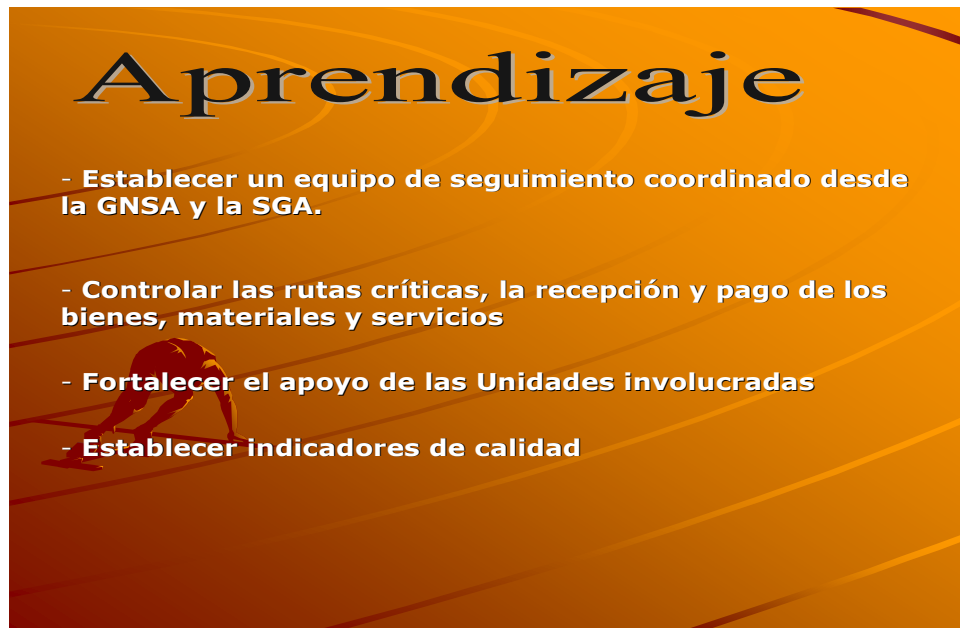 Aprendizaje
- Establecer un equipo de seguimiento coordinado desde
la GNSA y la SGA.
- Controlar las rutas críticas, la recepción y pago de los
bienes, materiales y servicios
- Fortalecer el apoyo de las Unidades involucradas
- Establecer indicadores de calidad